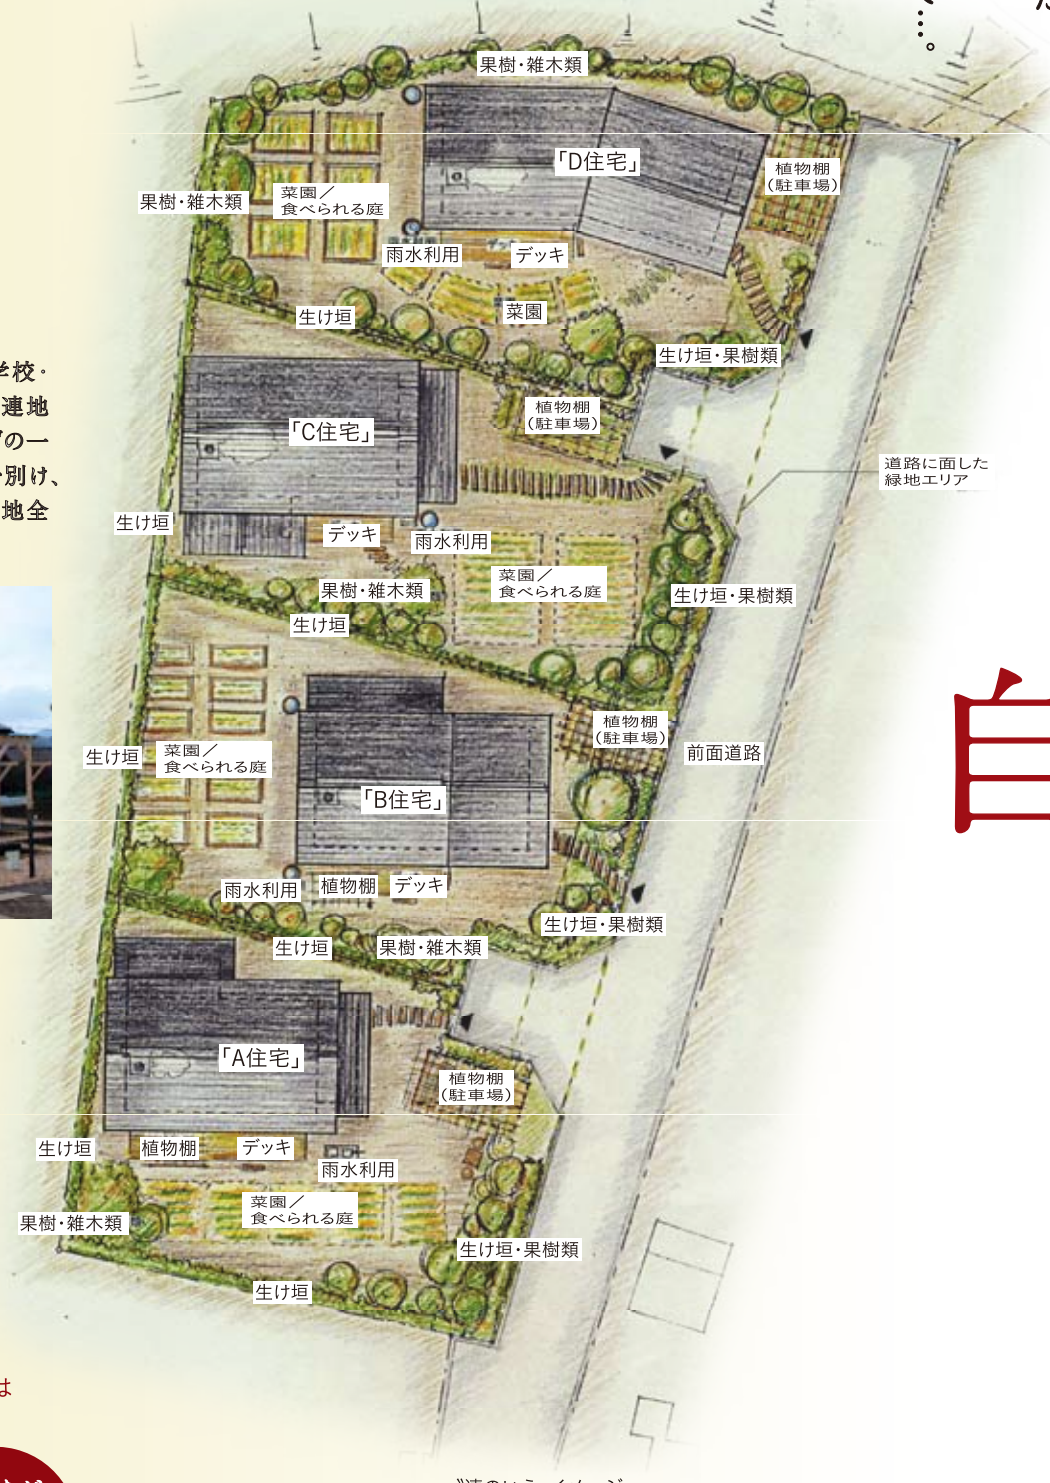 …。
果樹・雑木類
「D住宅」
植物棚
（駐車場）
果樹・雑木類
菜園／
食べられる庭
雨水利用
デッキ
菜園
生け垣
生け垣・果樹類
学校・
連地
の一
別け、
地全
「C住宅」
植物棚
（駐車場）
道路に面した
緑地エリア
生け垣
デッキ
雨水利用
菜園／
食べられる庭
果樹・雑木類
生け垣・果樹類
生け垣
植物棚
（駐車場）
前面道路
自
生け垣
菜園／
食べられる庭
「B住宅」
雨水利用
植物棚
デッキ
生け垣・果樹類
生け垣
果樹・雑木類
「A住宅」
植物棚
（駐車場）
生け垣
植物棚
デッキ
雨水利用
菜園／
食べられる庭
果樹・雑木類
生け垣・果樹類
生け垣
は